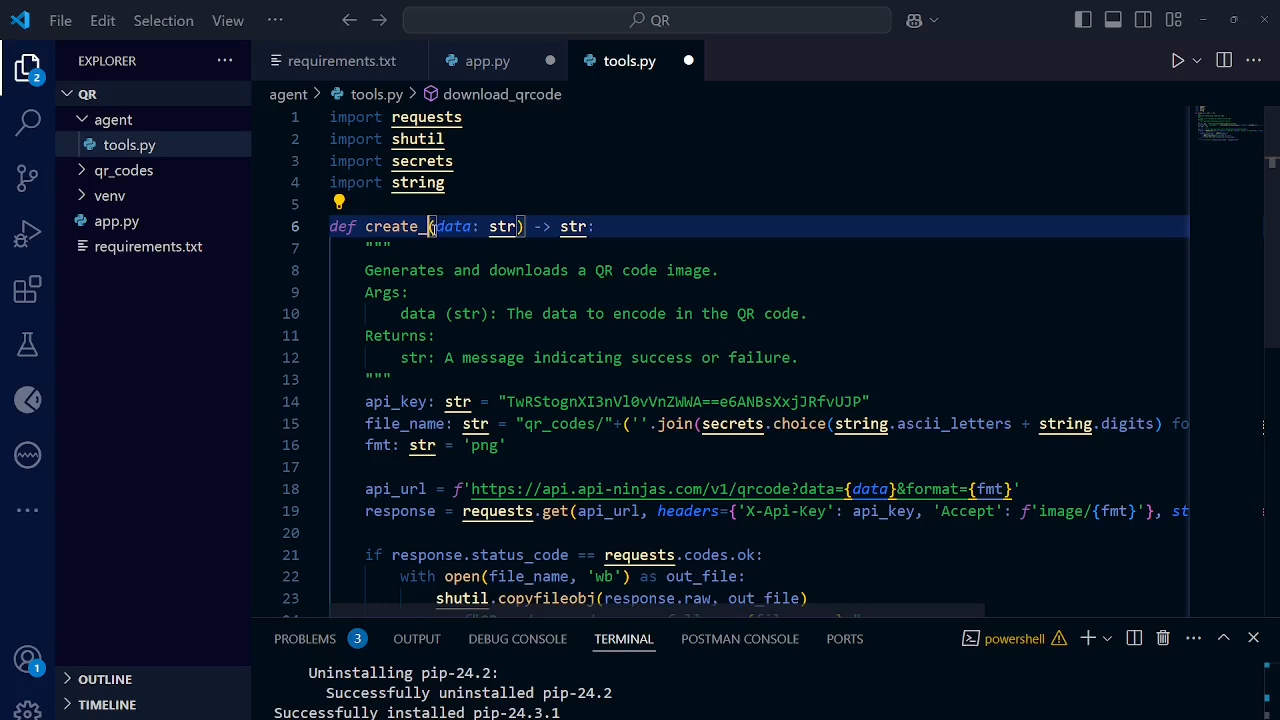 File Edit Selection View ··· QR
EXPLORER ···
requirements.txt app.py tools.py
QR
agent > tools.py > download_qrcode
agent
tools.py
qr_codes
venv
app.py
requirements.txt
2
1 import requests
2 import shutil
3 import secrets
4 import string
5
6 def create_(data: str) -> str:
7 """
8 Generates and downloads a QR code image.
9 Args:
10 data (str): The data to encode in the QR code.
11 Returns:
12 str: A message indicating success or failure.
13 """
14 api_key: str = "TwRStognXI3nVl0vVnZWWA==e6ANBsXxjJRfvUJP"
15 file_name: str = "qr_codes/"+(''.join(secrets.choice(string.ascii_letters + string.digits) fo
16 fmt: str = 'png'
17
18 api_url = f'https://api.api-ninjas.com/v1/qrcode?data={data}&format={fmt}'
19 response = requests.get(api_url, headers={'X-Api-Key': api_key, 'Accept': f'image/{fmt}'}, st
20
21 if response.status_code == requests.codes.ok:
22 with open(file_name, 'wb') as out_file:
23 shutil.copyfileobj(response.raw, out_file)
1
OUTLINE
TIMELINE
PROBLEMS 3 OUTPUT DEBUG CONSOLE TERMINAL POSTMAN CONSOLE PORTS powershell
Uninstalling pip-24.2:
Successfully uninstalled pip-24.2
Successfully installed pip-24.3.1